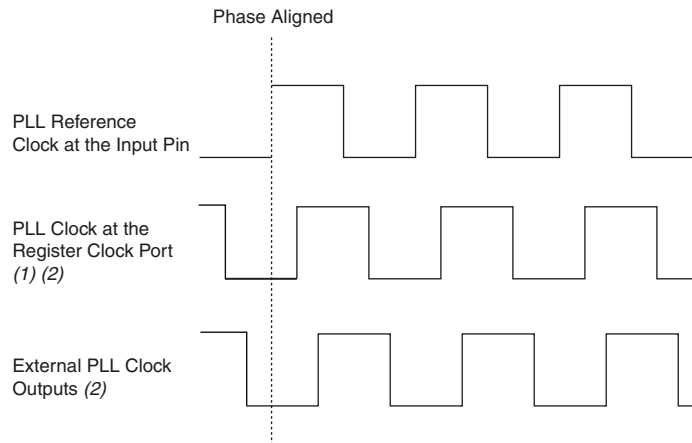 Phase Aligned
PLL Reference
Clock at the Input Pin
PLL Clock at the
Register Clock Port
(1) (2)
External PLL Clock
Outputs (2)